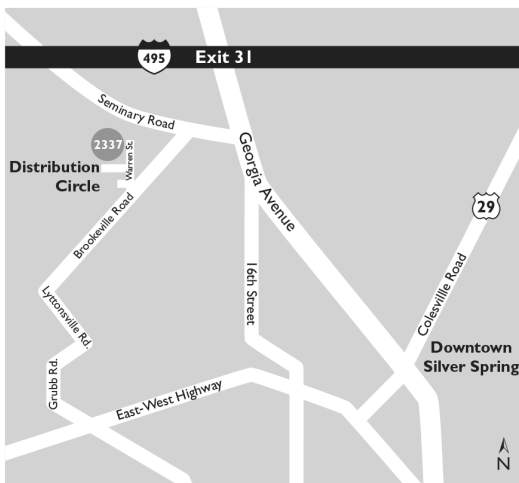 495
Exit 31
Seminary Road
2337
Warren St.
Distribution
Circle
Georgia Avenue
Brookeville Road
29
16th Street
Colesvillle Road
Lyttonsville Rd.
Downtown
Silver Spring
Grubb Rd.
East-West Highway
N